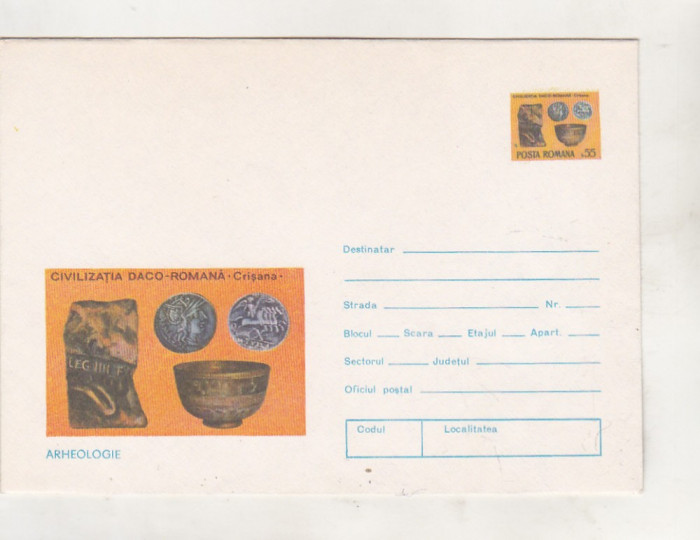 CIVILIZAȚIA DACO-ROMANĂ Crișana
POSTA ROMANA 55
Destinatar
Strada Nr.
Blocul Scara Etajul Apart.
Sectorul Județul
Oficiul poștal
Codul Localitatea
CIVILIZAȚIA DACO-ROMANĂ · Crișana ·
LEG IIII F
ARHEOLOGIE